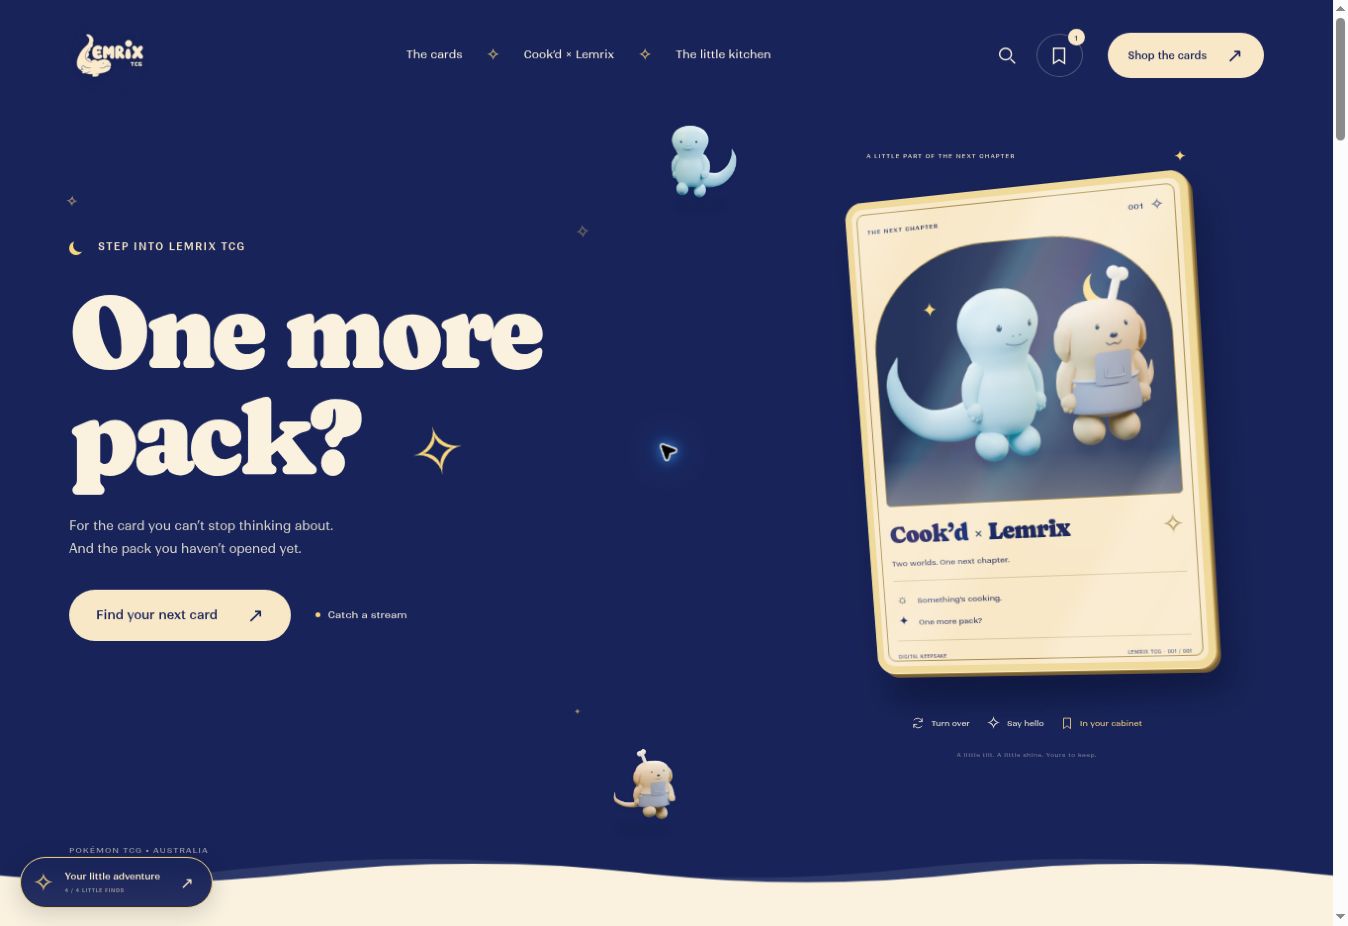 LEMRiX
TCG
The cards
Cook’d × Lemrix
The little kitchen
1
Shop the cards
A LITTLE PART OF THE NEXT CHAPTER
STEP INTO LEMRIX TCG
One more
pack?
For the card you can’t stop thinking about.
And the pack you haven’t opened yet.
Find your next card
Catch a stream
THE NEXT CHAPTER
001
Cook’d × Lemrix
Two worlds. One next chapter.
Something’s cooking.
One more pack?
DIGITAL KEEPSAKE
LEMRIX TCG · 001 / 001
Turn over
Say hello
In your cabinet
A little tilt. A little shine. Yours to keep.
POKÉMON TCG • AUSTRALIA
Your little adventure
4 / 4 LITTLE FINDS